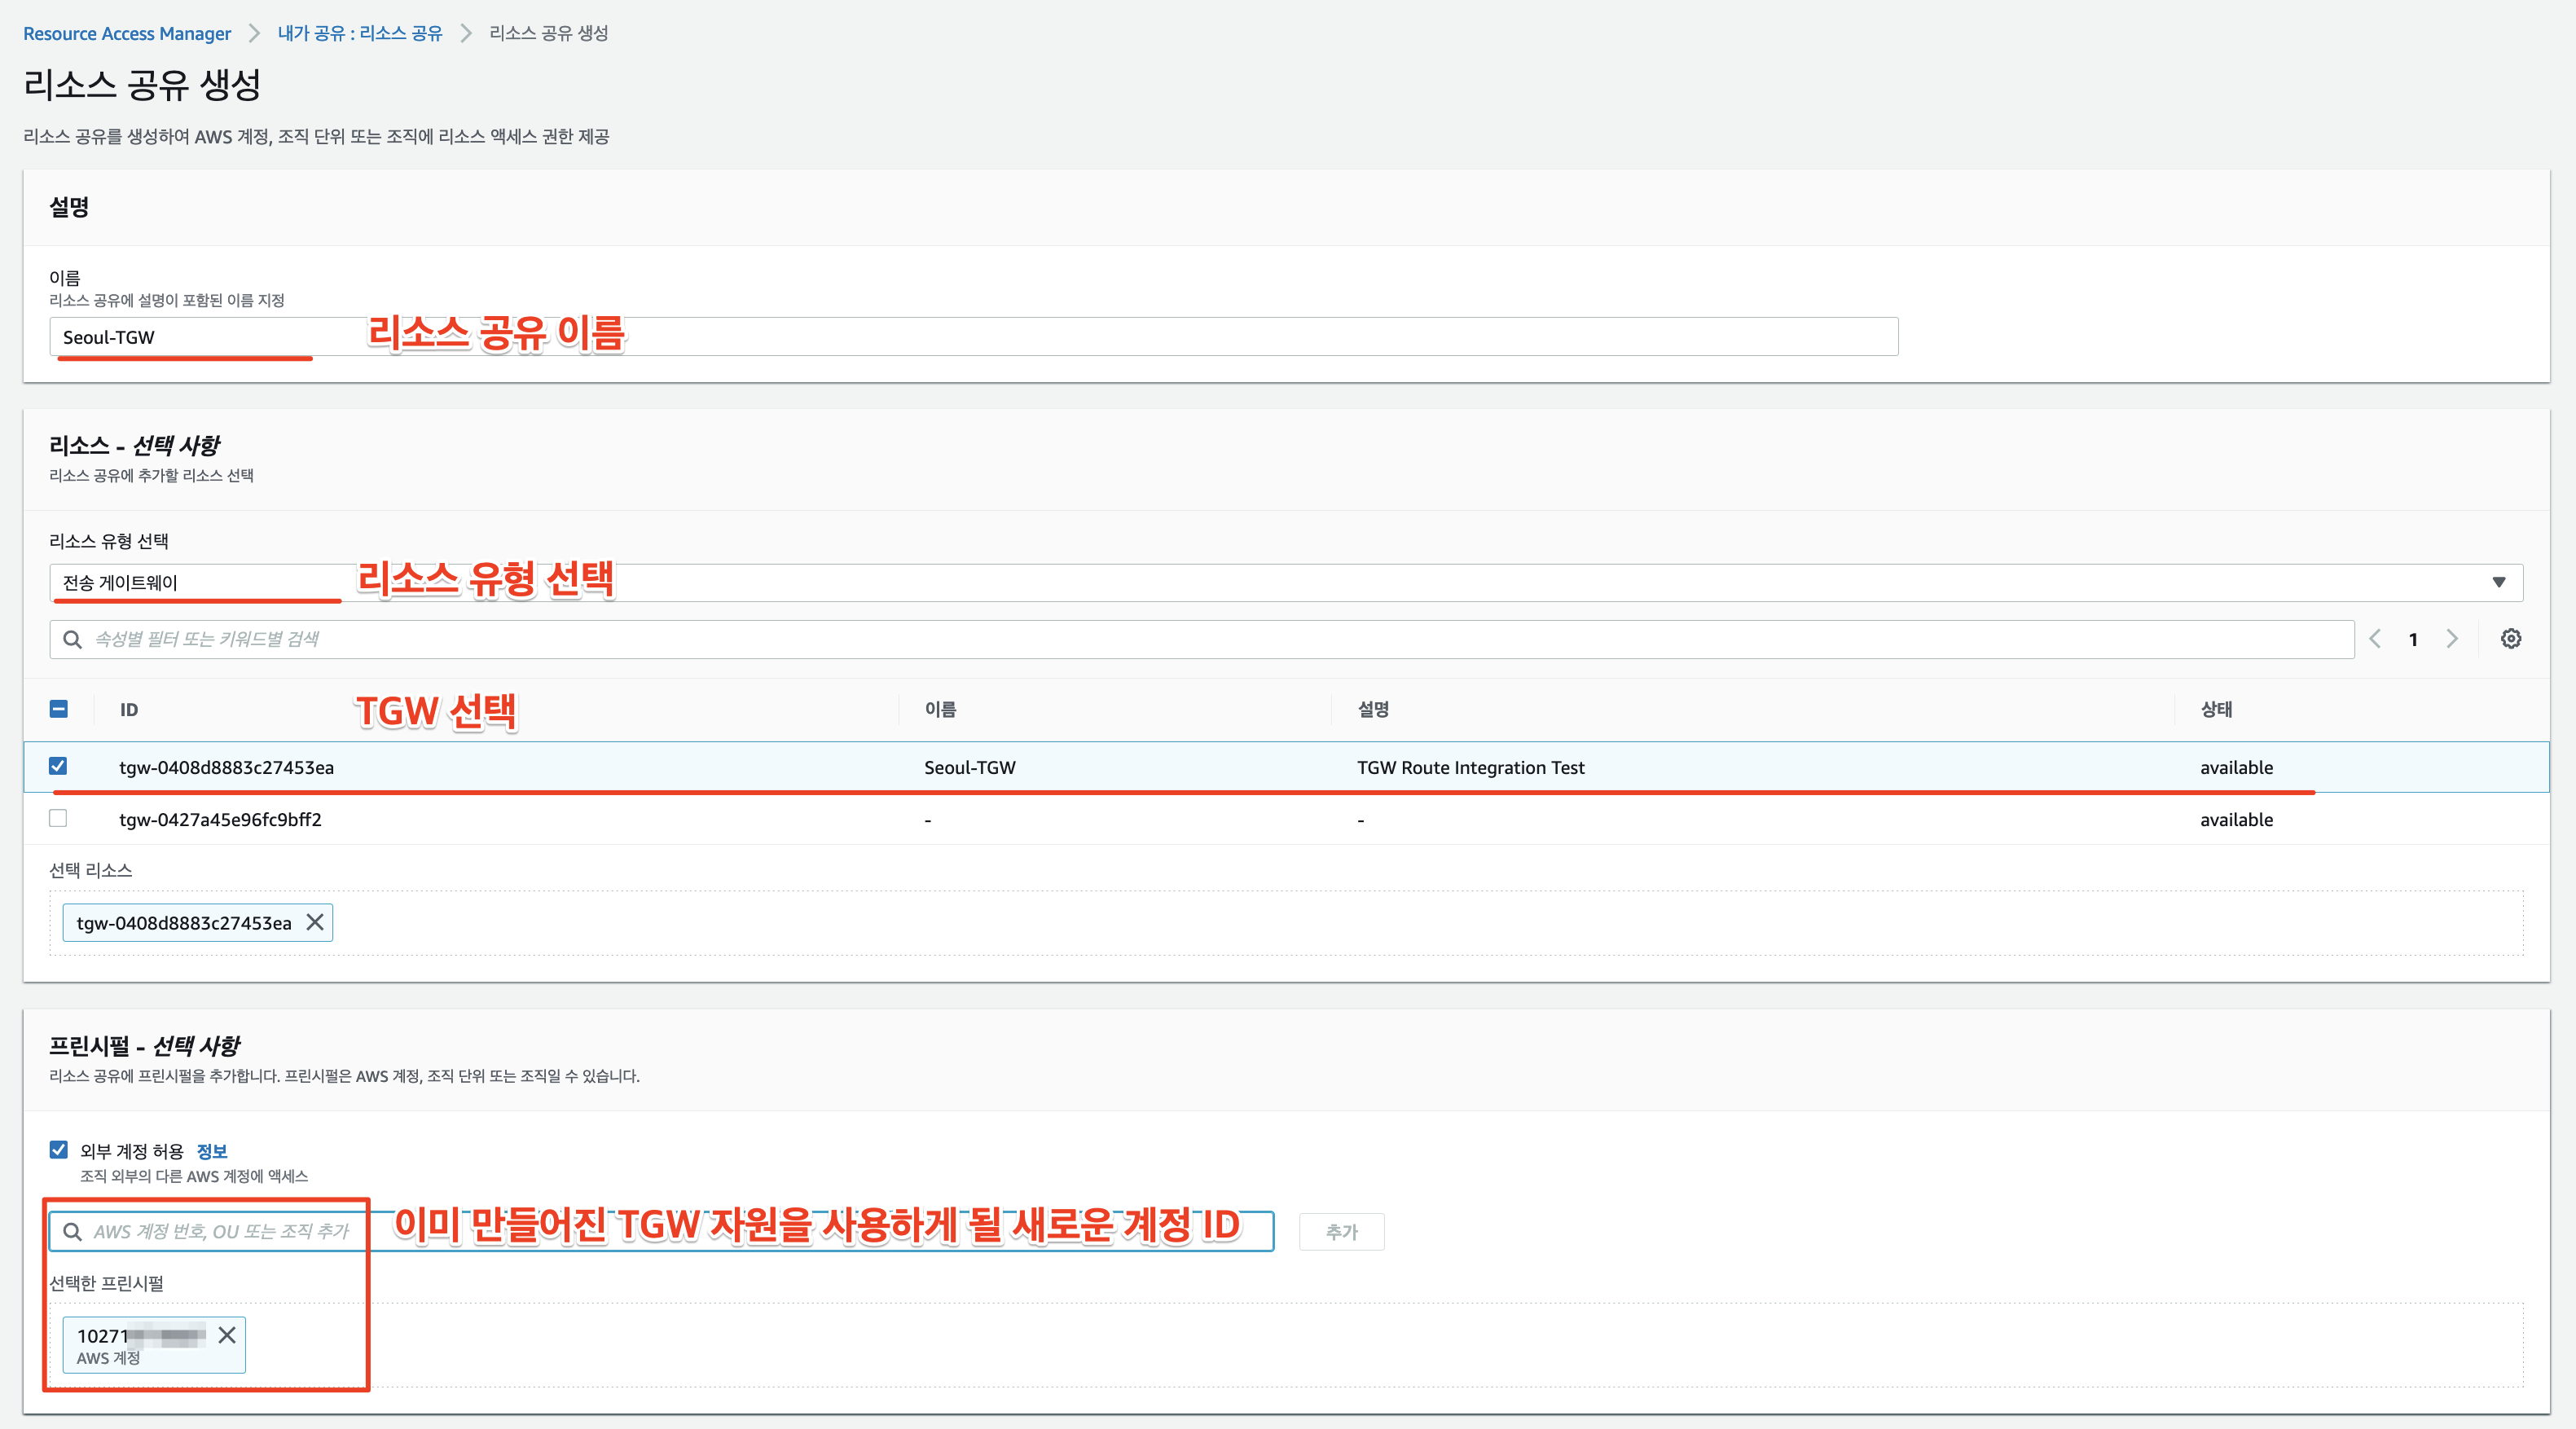 Resource Access Manager > 내가 공유 : 리소스 공유 > 리소스 공유 생성
리소스 공유 생성
리소스 공유를 생성하여 AWS 계정, 조직 단위 또는 조직에 리소스 액세스 권한 제공
설명
이름
리소스 공유에 설명이 포함된 이름 지정
Seoul-TGW 리소스 공유 이름
리소스 - 선택 사항
리소스 공유에 추가할 리소스 선택
리소스 유형 선택
전송 게이트웨이 리소스 유형 선택
속성별 필터 또는 키워드별 검색 1
ID TGW 선택 이름 설명 상태
tgw-0408d8883c27453ea Seoul-TGW TGW Route Integration Test available
tgw-0427a45e96fc9bff2 - - available
선택 리소스
tgw-0408d8883c27453ea
프린시펄 - 선택 사항
리소스 공유에 프린시펄을 추가합니다. 프린시펄은 AWS 계정, 조직 단위 또는 조직일 수 있습니다.
외부 계정 허용 정보
조직 외부의 다른 AWS 계정에 액세스
AWS 계정 번호, OU 또는 조직 추가 이미 만들어진 TGW 자원을 사용하게 될 새로운 계정 ID 추가
선택한 프린시펄
10271
AWS 계정